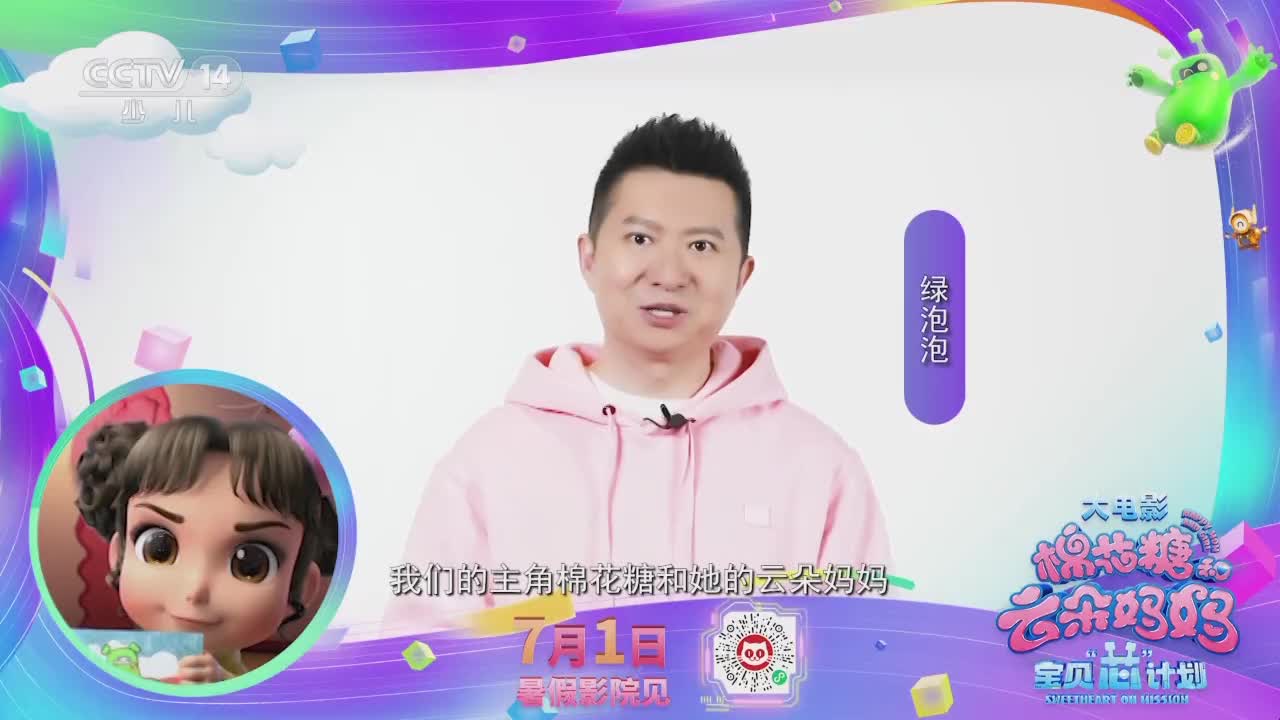 CCTV 14
少儿
绿泡泡
我们的主角棉花糖和她的云朵妈妈
7月1日
暑假影院见
大电影
棉花糖和
云朵妈妈
宝贝“芯”计划
SWEETHEART ON MISSION